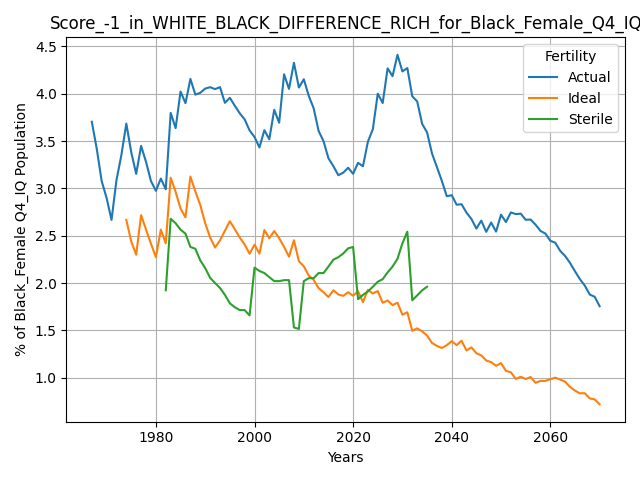 Score_-1_in_WHITE_BLACK_DIFFERENCE_RICH_for_Black_Female_Q4_IQ
Fertility
Actual
Ideal
Sterile
% of Black_Female Q4_IQ Population
4.5
4.0
3.5
3.0
2.5
2.0
1.5
1.0
1980
2000
2020
2040
2060
Years